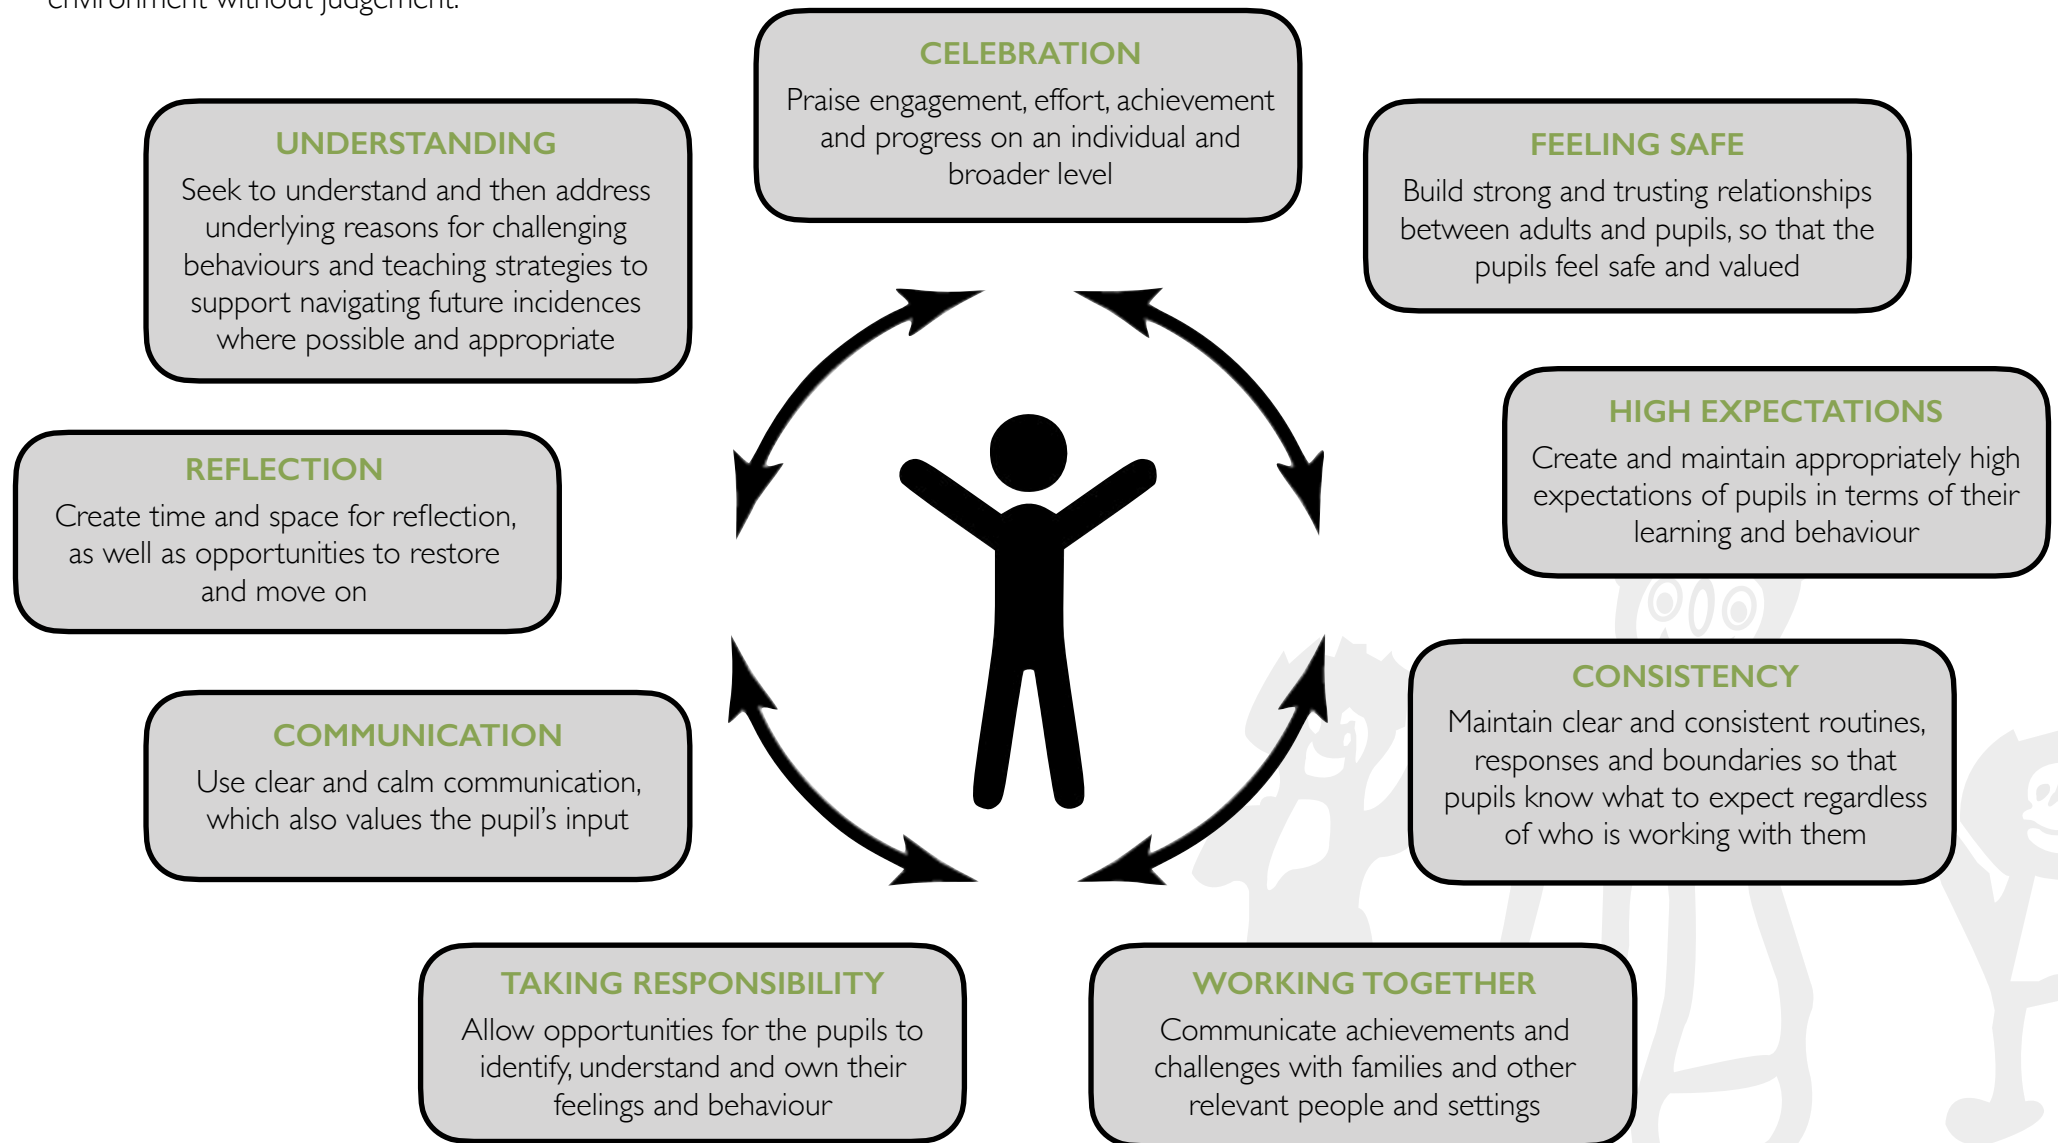 environment without judgement.
CELEBRATION
Praise engagement, effort, achievement
and progress on an individual and
broader level
FEELING SAFE
Build strong and trusting relationships
between adults and pupils, so that the
pupils feel safe and valued
HIGH EXPECTATIONS
Create and maintain appropriately high
expectations of pupils in terms of their
learning and behaviour
CONSISTENCY
Maintain clear and consistent routines,
responses and boundaries so that
pupils know what to expect regardless
of who is working with them
WORKING TOGETHER
Communicate achievements and
challenges with families and other
relevant people and settings
TAKING RESPONSIBILITY
Allow opportunities for the pupils to
identify, understand and own their
feelings and behaviour
COMMUNICATION
Use clear and calm communication,
which also values the pupil's input
REFLECTION
Create time and space for reflection,
as well as opportunities to restore
and move on
UNDERSTANDING
Seek to understand and then address
underlying reasons for challenging
behaviours and teaching strategies to
support navigating future incidences
where possible and appropriate